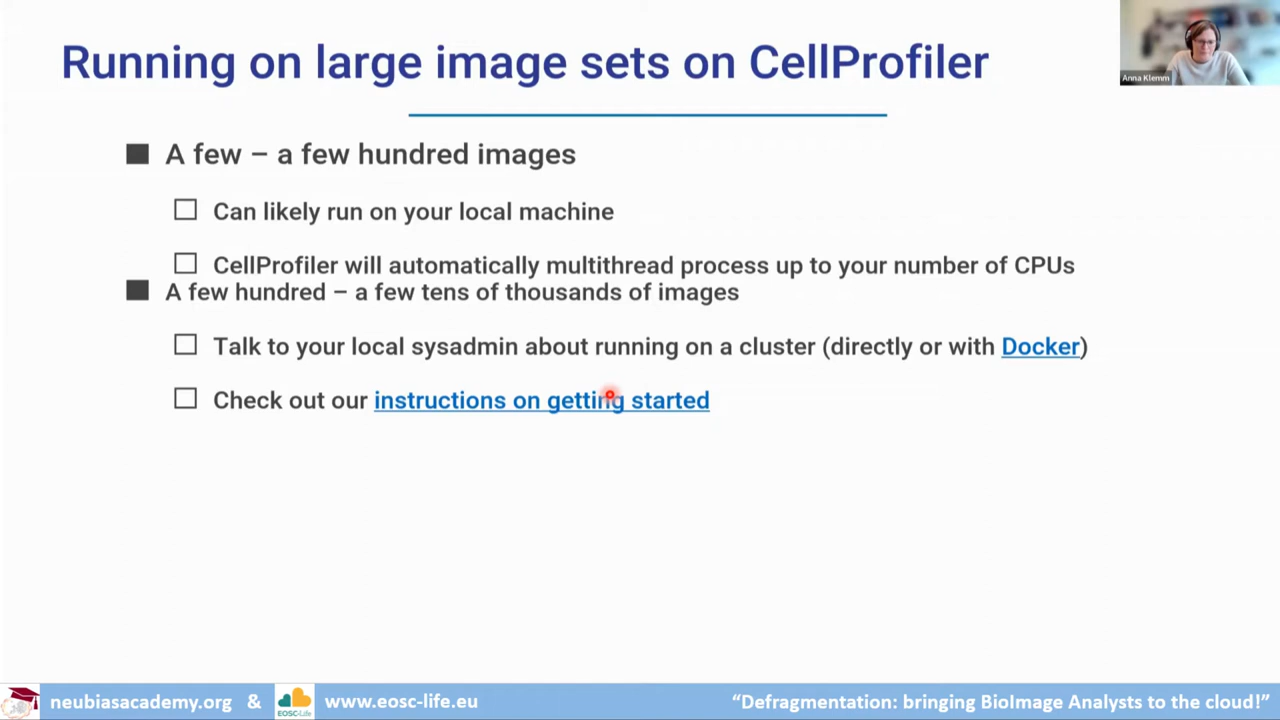 Running on large image sets on CellProfiler
Anna Klemm
A few – a few hundred images
Can likely run on your local machine
CellProfiler will automatically multithread process up to your number of CPUs
A few hundred – a few tens of thousands of images
Talk to your local sysadmin about running on a cluster (directly or with Docker)
Check out our instructions on getting started
neubiasacademy.org & EOSC-Life www.eosc-life.eu “Defragmentation: bringing BioImage Analysts to the cloud!”